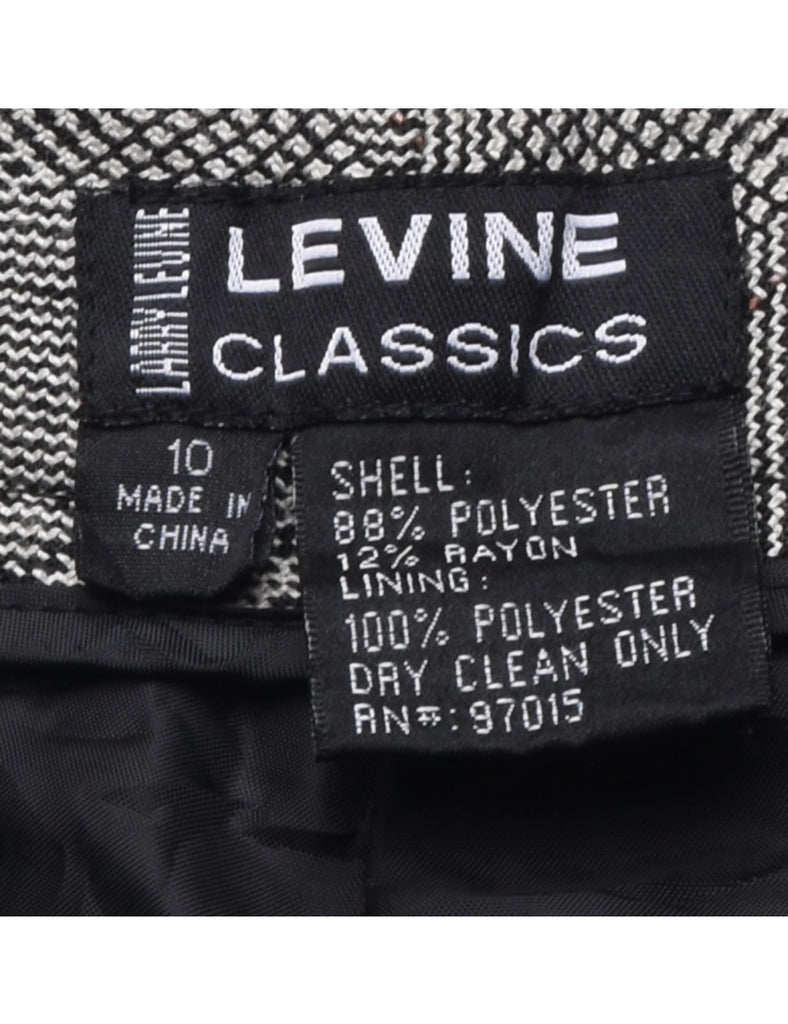 LARRY LEVINE
LEVINE
CLASSICS
10
MADE IN
CHINA
SHELL:
88% POLYESTER
12% RAYON
LINING:
100% POLYESTER
DRY CLEAN ONLY
RN#: 97015